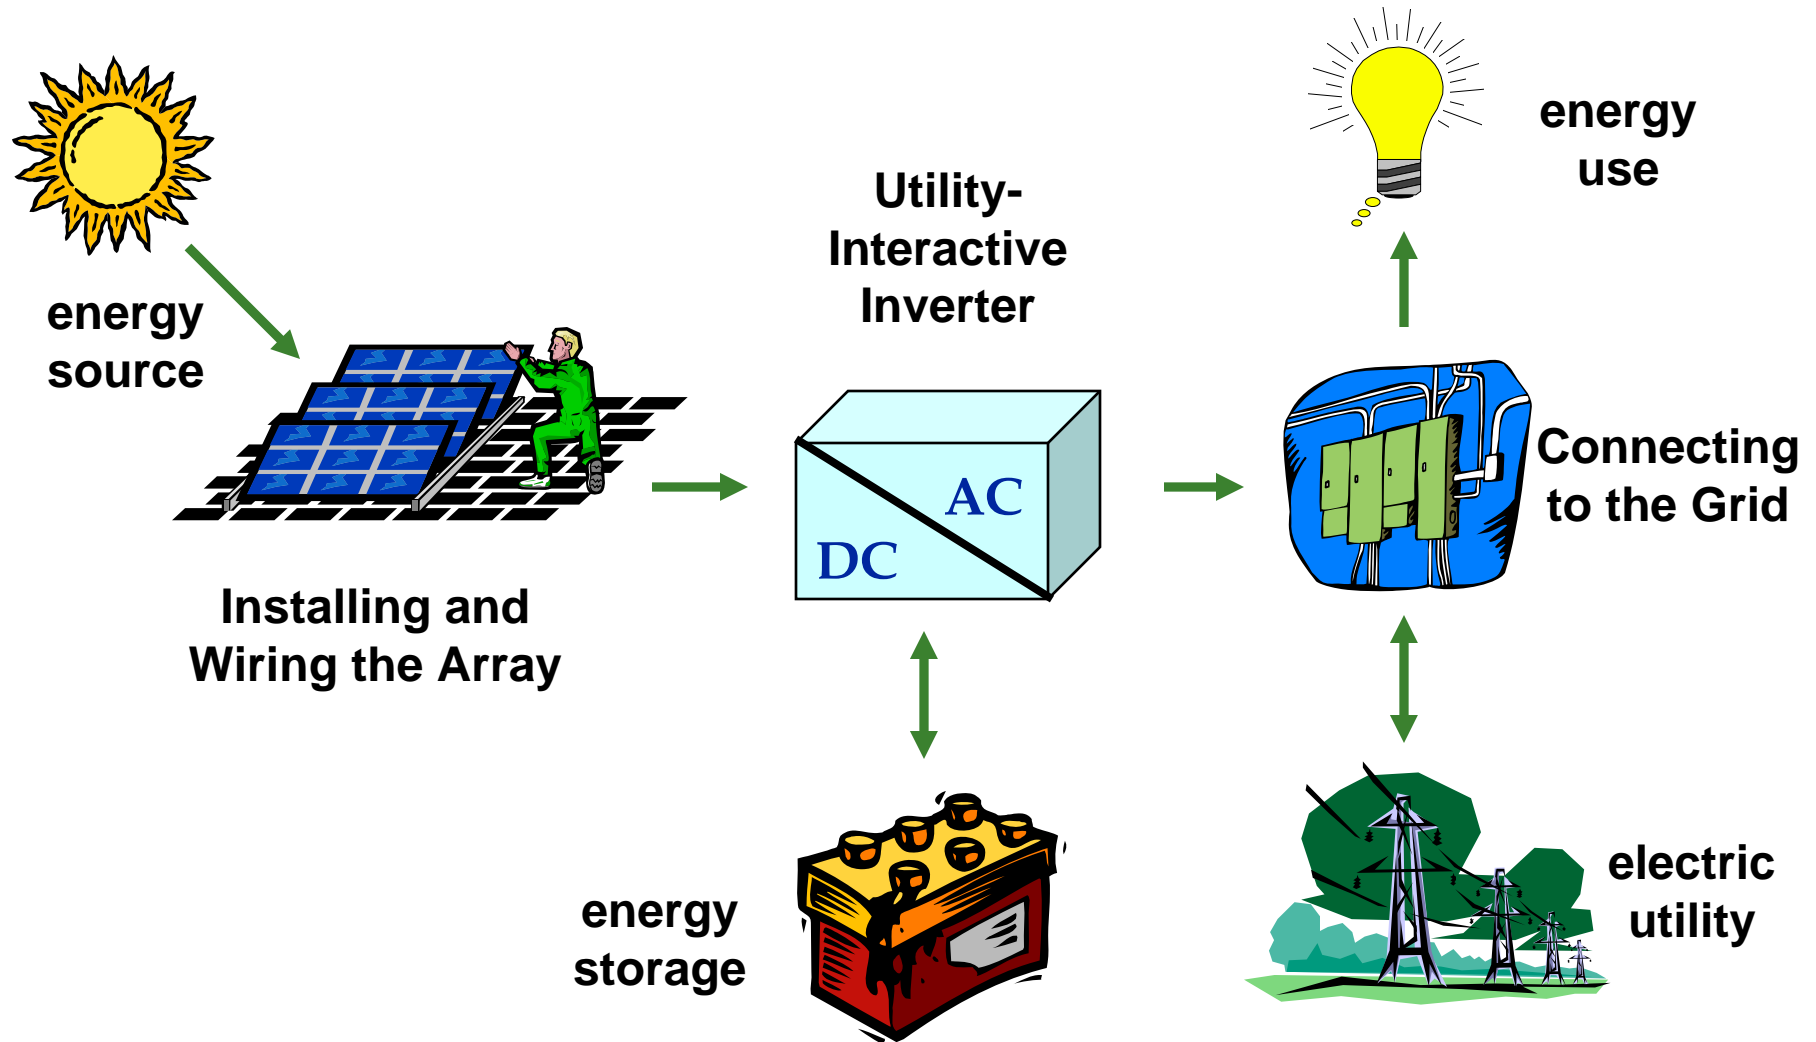 energy
source
Installing and
Wiring the Array
Utility-
Interactive
Inverter
AC
DC
energy
storage
energy
use
Connecting
to the Grid
electric
utility